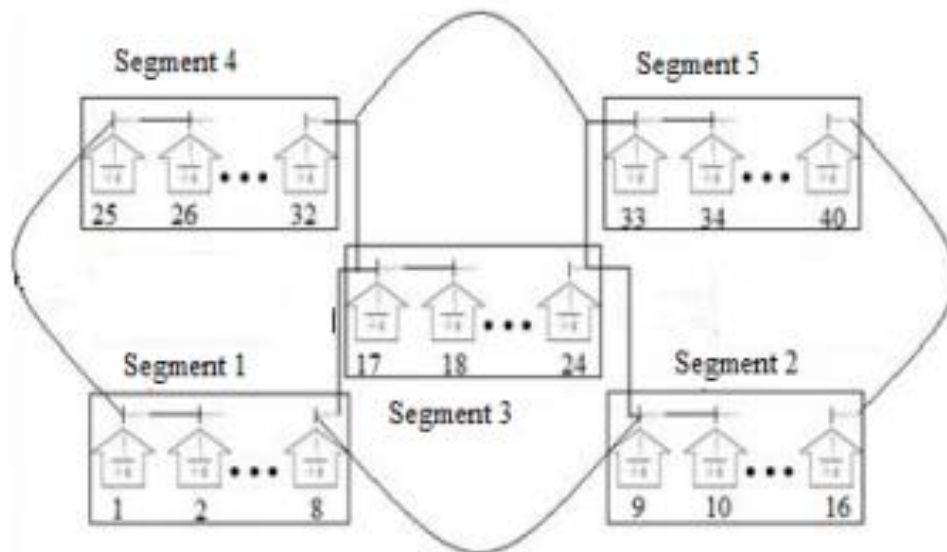 Segment 4
Segment 5
25 26 32
33 34 40
17 18 24
Segment 1
Segment 2
Segment 3
1 2 8
9 10 16